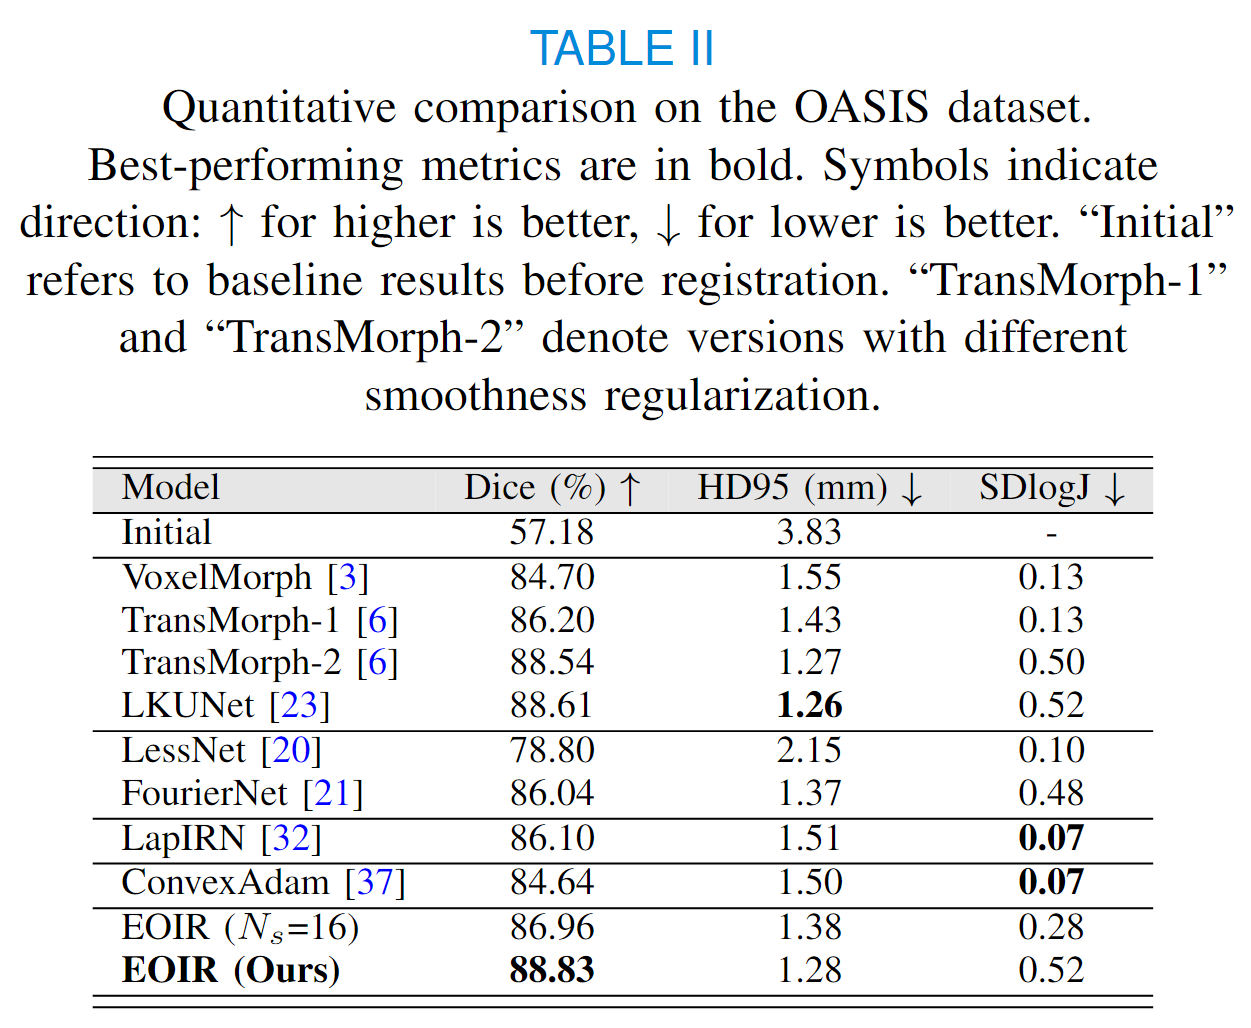 TABLE II
Quantitative comparison on the OASIS dataset.
Best-performing metrics are in bold. Symbols indicate
direction: ↑ for higher is better, ↓ for lower is better. “Initial”
refers to baseline results before registration. “TransMorph-1”
and “TransMorph-2” denote versions with different
smoothness regularization.
Model Dice (%) ↑ HD95 (mm) ↓ SDlogJ ↓
Initial 57.18 3.83 -
VoxelMorph [3] 84.70 1.55 0.13
TransMorph-1 [6] 86.20 1.43 0.13
TransMorph-2 [6] 88.54 1.27 0.50
LKUNet [23] 88.61 1.26 0.52
LessNet [20] 78.80 2.15 0.10
FourierNet [21] 86.04 1.37 0.48
LapIRN [32] 86.10 1.51 0.07
ConvexAdam [37] 84.64 1.50 0.07
EOIR (Ns=16) 86.96 1.38 0.28
EOIR (Ours) 88.83 1.28 0.52